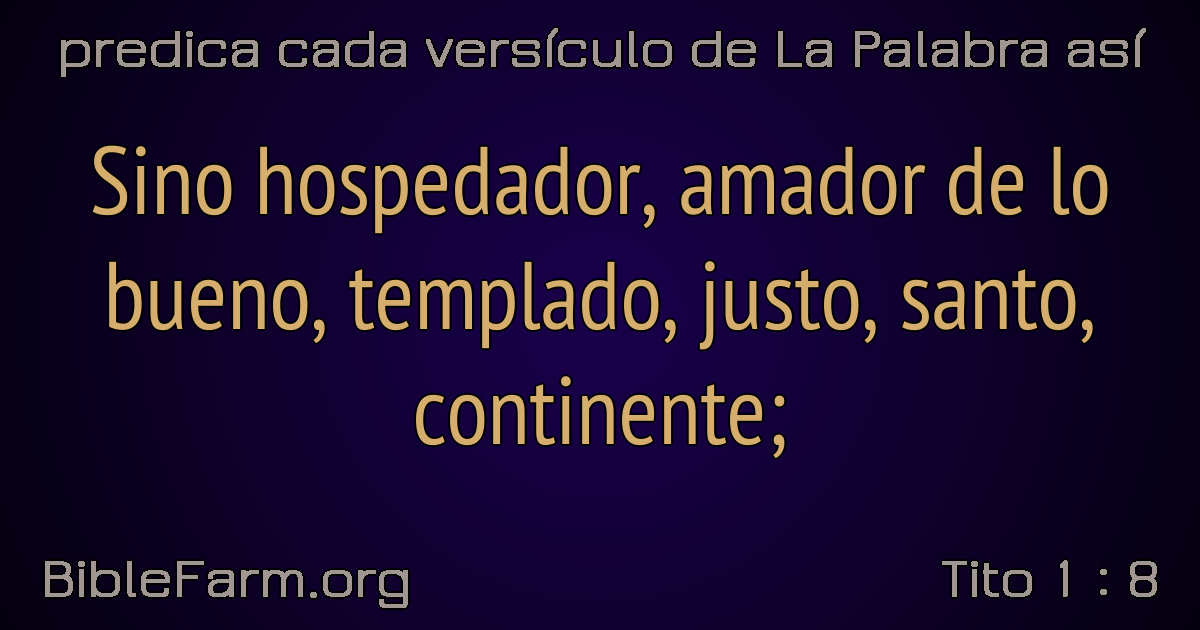 predica cada versículo de La Palabra así
Sino hospedador, amador de lo
bueno, templado, justo, santo,
continente;
BibleFarm.org
Tito 1 : 8